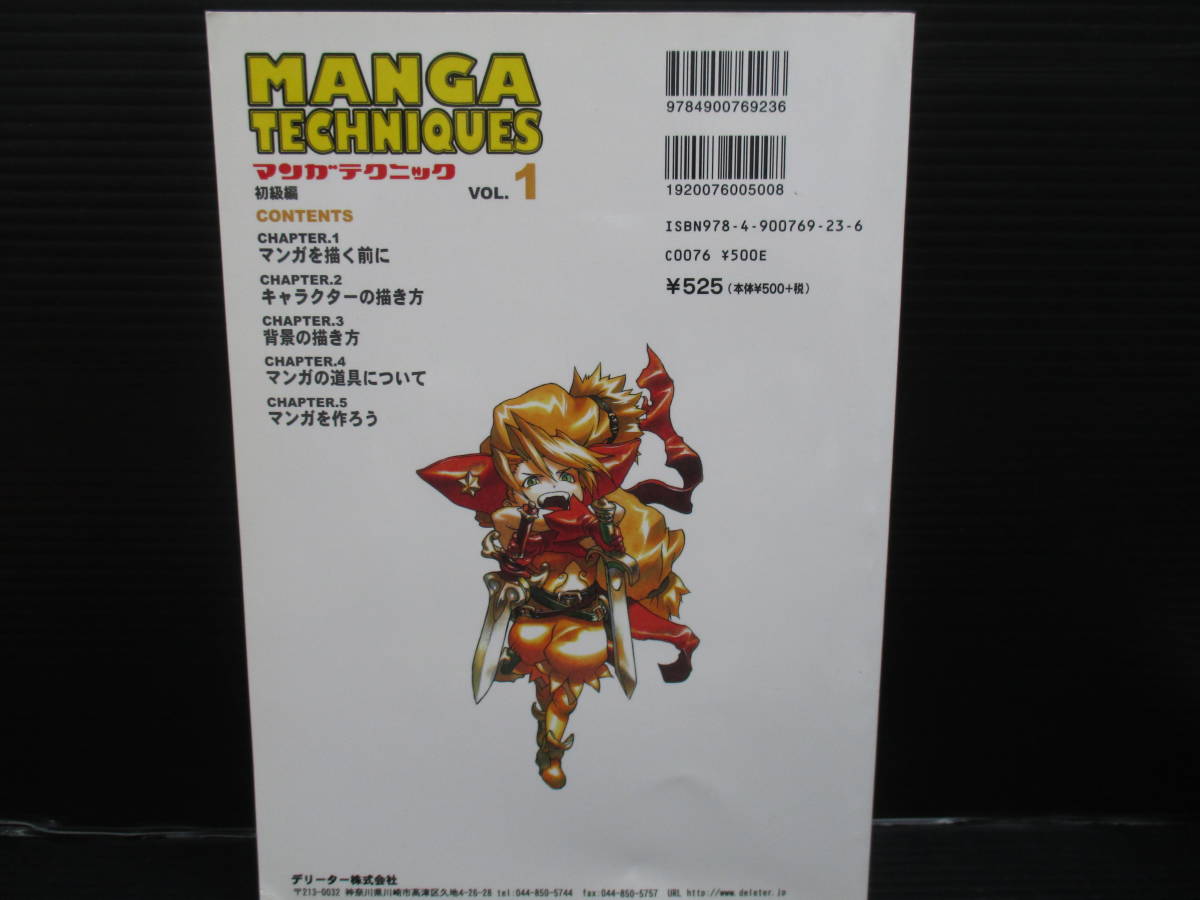 MANGA
TECHNIQUES
マンガテクニック
初級編
VOL. 1
CONTENTS
CHAPTER.1
マンガを描く前に
CHAPTER.2
キャラクターの描き方
CHAPTER.3
背景の描き方
CHAPTER.4
マンガの道具について
CHAPTER.5
マンガを作ろう
9784900769236
1920076005008
ISBN978-4-900769-23-6
C0076 ¥500E
¥525 (本体¥500+税)
デリーター株式会社
〒213-0032 神奈川県川崎市高津区久地4-26-28 tel:044-850-5744 fax:044-850-5757 URL http://www.deleter.jp